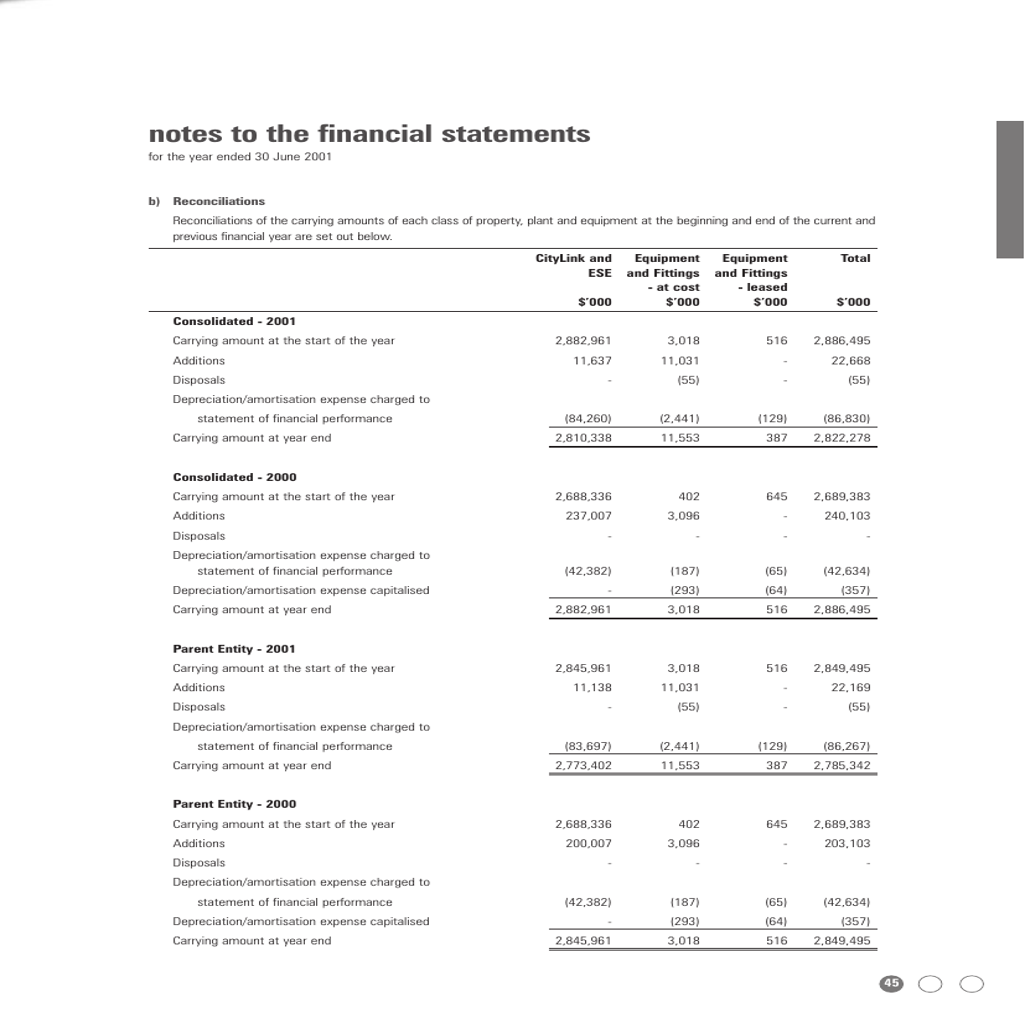 notes to the financial statements
for the year ended 30 June 2001
b) Reconciliations
Reconciliations of the carrying amounts of each class of property, plant and equipment at the beginning and end of the current and
previous financial year are set out below.
CityLink and Equipment Equipment Total
ESE and Fittings and Fittings
- at cost - leased
$'000 $'000 $'000 $'000
Consolidated - 2001
Carrying amount at the start of the year 2,882,961 3,018 516 2,886,495
Additions 11,637 11,031 - 22,668
Disposals - (55) - (55)
Depreciation/amortisation expense charged to
statement of financial performance (84,260) (2,441) (129) (86,830)
Carrying amount at year end 2,810,338 11,553 387 2,822,278
Consolidated - 2000
Carrying amount at the start of the year 2,688,336 402 645 2,689,383
Additions 237,007 3,096 - 240,103
Disposals - - - -
Depreciation/amortisation expense charged to
statement of financial performance (42,382) (187) (65) (42,634)
Depreciation/amortisation expense capitalised - (293) (64) (357)
Carrying amount at year end 2,882,961 3,018 516 2,886,495
Parent Entity - 2001
Carrying amount at the start of the year 2,845,961 3,018 516 2,849,495
Additions 11,138 11,031 - 22,169
Disposals - (55) - (55)
Depreciation/amortisation expense charged to
statement of financial performance (83,697) (2,441) (129) (86,267)
Carrying amount at year end 2,773,402 11,553 387 2,785,342
Parent Entity - 2000
Carrying amount at the start of the year 2,688,336 402 645 2,689,383
Additions 200,007 3,096 - 203,103
Disposals - - - -
Depreciation/amortisation expense charged to
statement of financial performance (42,382) (187) (65) (42,634)
Depreciation/amortisation expense capitalised - (293) (64) (357)
Carrying amount at year end 2,845,961 3,018 516 2,849,495
45